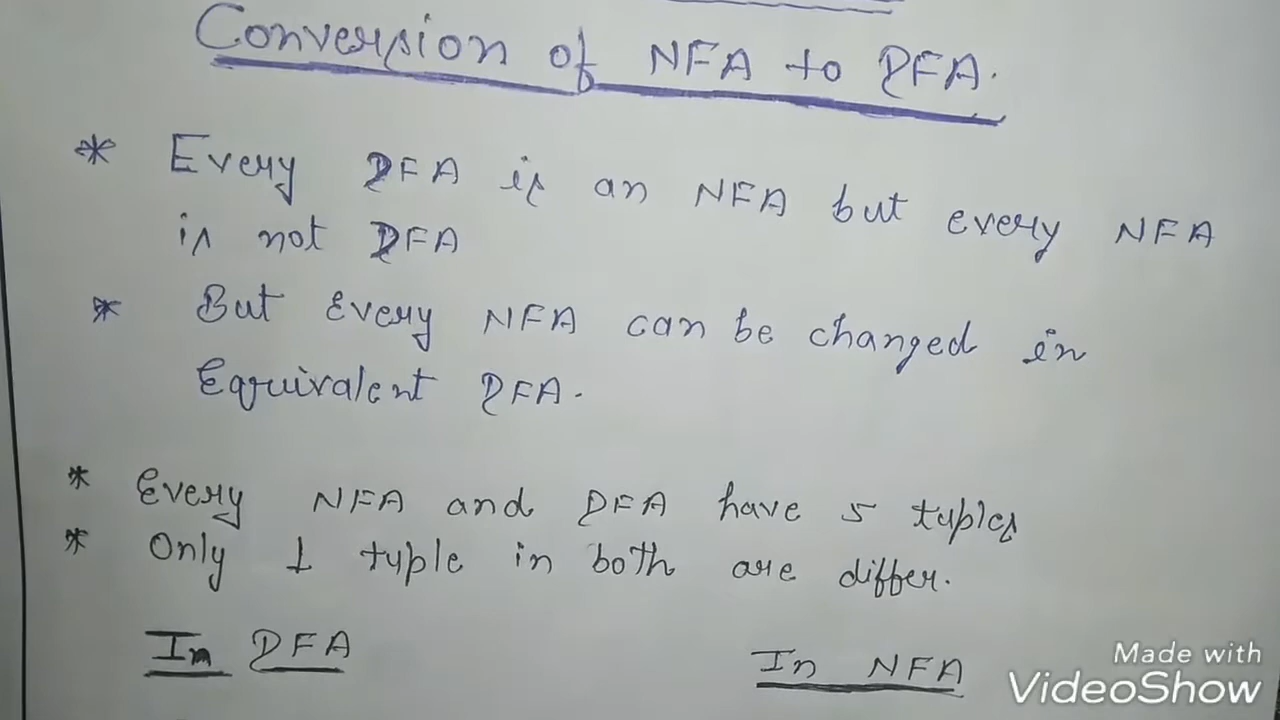 Conversion of NFA to DFA.
* Every DFA is an NFA but every NFA
is not DFA
* But Every NFA can be changed in
Equivalent DFA.
* Every NFA and DFA have 5 tuples
* Only 1 tuple in both are differ.
In DFA In NFA
Made with
VideoShow